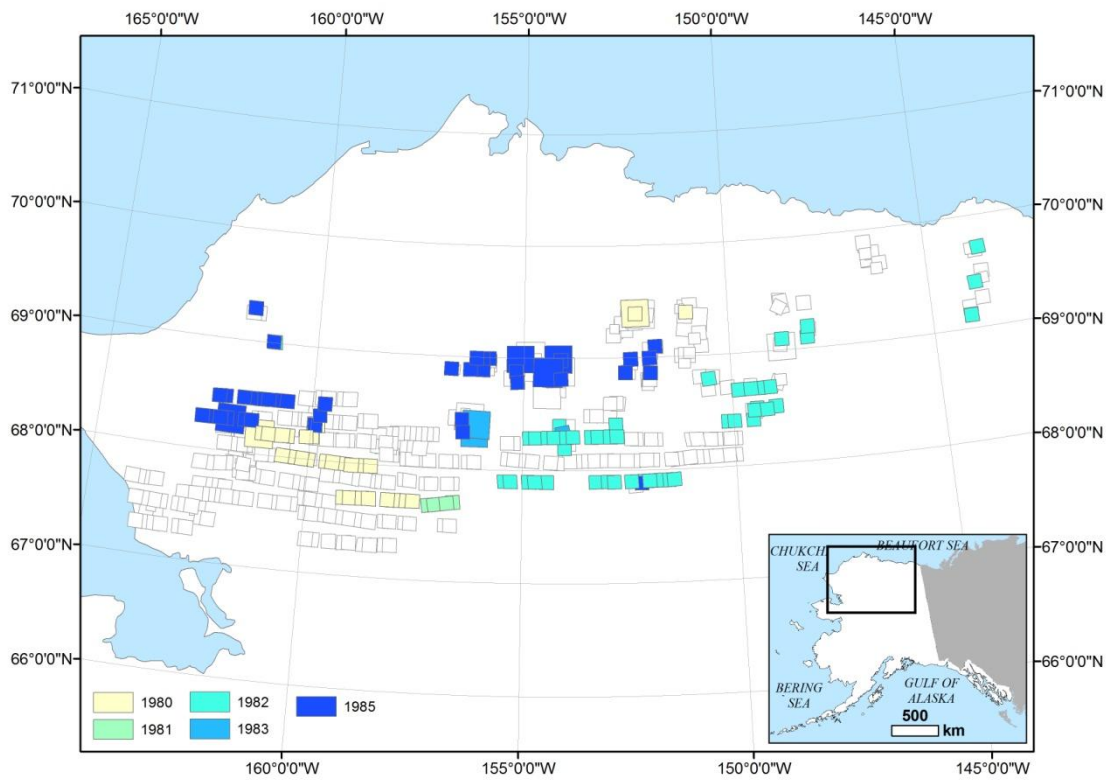 165°0'0"W 160°0'0"W 155°0'0"W 150°0'0"W 145°0'0"W
71°0'0"N 71°0'0"N
70°0'0"N 70°0'0"N
69°0'0"N 69°0'0"N
68°0'0"N 68°0'0"N
67°0'0"N 67°0'0"N
66°0'0"N 66°0'0"N
CHUKCH BEAUFORT SEA
SEA
BERING
SEA
GULF OF
ALASKA
500
km
1980 1982 1985
1981 1983
160°0'0"W 155°0'0"W 150°0'0"W 145°0'0"W